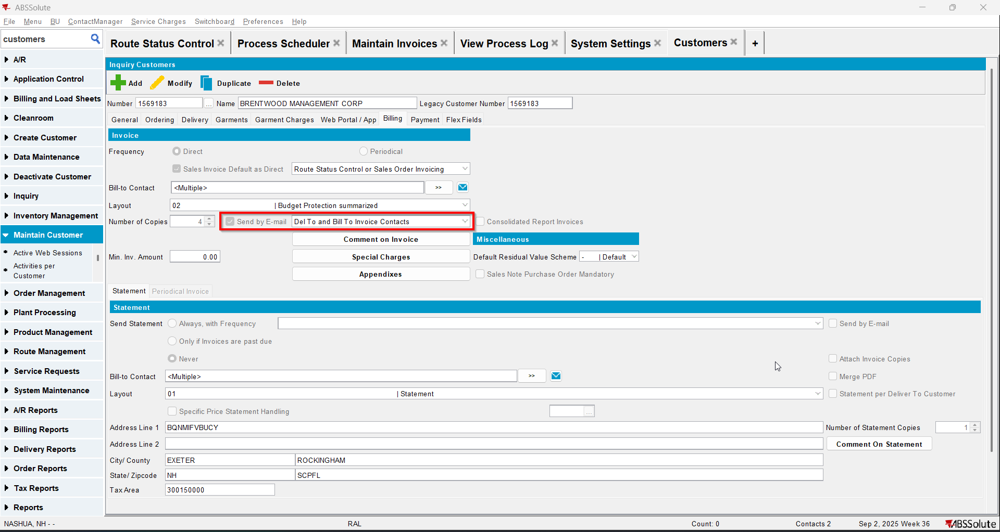 ABSSolute
File Menu BU ContactManager Service Charges Switchboard Preferences Help
customers
Route Status Control Process Scheduler Maintain Invoices View Process Log System Settings Customers +
A/R
Application Control
Billing and Load Sheets
Cleanroom
Create Customer
Data Maintenance
Deactivate Customer
Inquiry
Inventory Management
Maintain Customer
Active Web Sessions
Activities per
Customer
Order Management
Plant Processing
Product Management
Route Management
Service Requests
System Maintenance
A/R Reports
Billing Reports
Delivery Reports
Order Reports
Tax Reports
Reports
Inquiry Customers
Add Modify Duplicate Delete
Number 1569183 ... Name BRENTWOOD MANAGEMENT CORP Legacy Customer Number 1569183
General Ordering Delivery Garments Garment Charges Web Portal / App Billing Payment Flex Fields
Invoice
Frequency Direct Periodical
Sales Invoice Default as Direct Route Status Control or Sales Order Invoicing
Bill-to Contact <Multiple> >>
Layout 02 | Budget Protection summarized
Number of Copies 4 Send by E-mail Del To and Bill To Invoice Contacts Consolidated Report Invoices
Comment on Invoice Miscellaneous
Min. Inv. Amount 0.00 Special Charges Default Residual Value Scheme - | Default
Appendixes Sales Note Purchase Order Mandatory
Statement Periodical Invoice
Statement
Send Statement Always, with Frequency Send by E-mail
Only if Invoices are past due
Never Attach Invoice Copies
Bill-to Contact <Multiple> >> Merge PDF
Layout 01 | Statement Statement per Deliver To Customer
Specific Price Statement Handling ...
Address Line 1 BQNMIFVBUCY Number of Statement Copies 1
Address Line 2 Comment On Statement
City/ County EXETER ROCKINGHAM
State/ Zipcode NH SCPFL
Tax Area 300150000
NASHUA, NH - - RAL Count: 0 Contacts 2 Sep 2, 2025 Week 36 ABSSolute